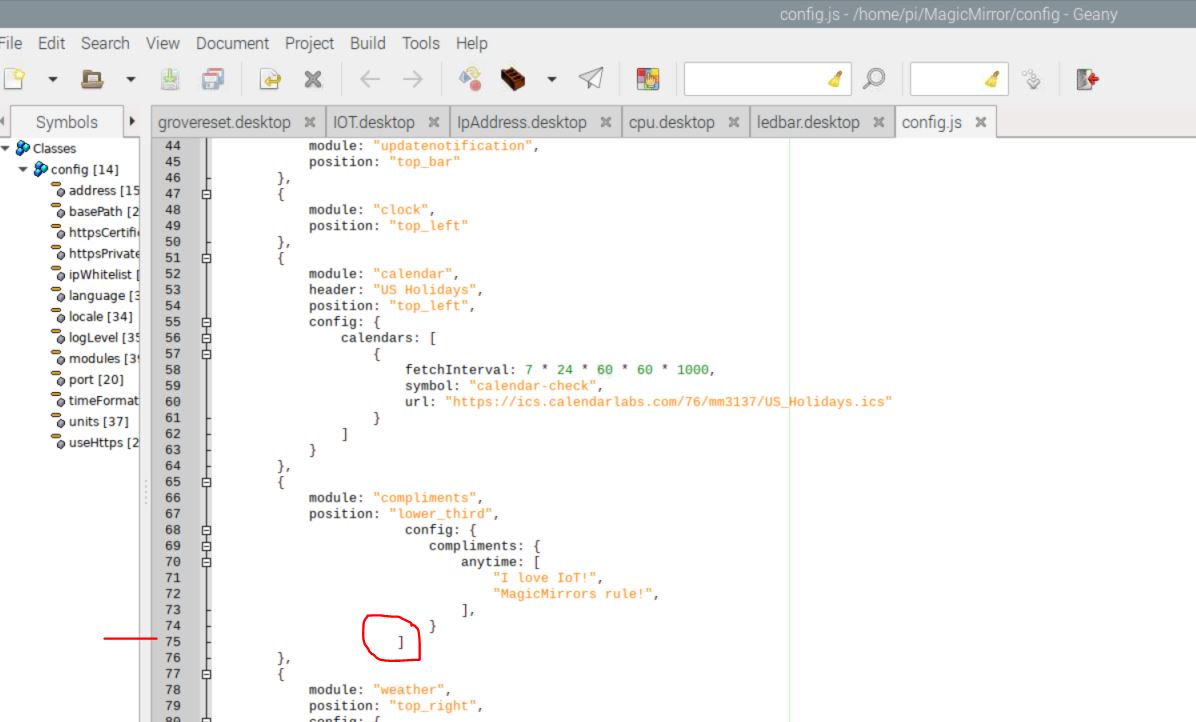 config.js - /home/pi/MagicMirror/config - Geany
File Edit Search View Document Project Build Tools Help
Symbols
grovereset.desktop IOT.desktop IpAddress.desktop cpu.desktop ledbar.desktop config.js
Classes
config [14]
address [15
basePath [2
httpsCertifi
httpsPrivate
ipWhitelist [
language [3
locale [34]
logLevel [35
modules [39
port [20]
timeFormat
units [37]
useHttps [2
44 module: "updatenotification",
45 position: "top_bar"
46 },
47 {
48 module: "clock",
49 position: "top_left"
50 },
51 {
52 module: "calendar",
53 header: "US Holidays",
54 position: "top_left",
55 config: {
56 calendars: [
57 {
58 fetchInterval: 7 * 24 * 60 * 60 * 1000,
59 symbol: "calendar-check",
60 url: "https://ics.calendarlabs.com/76/mm3137/US_Holidays.ics"
61 }
62 ]
63 }
64 },
65 {
66 module: "compliments",
67 position: "lower_third",
68 config: {
69 compliments: {
70 anytime: [
71 "I love IoT!",
72 "MagicMirrors rule!",
73 ],
74 }
75 ]
76 },
77 {
78 module: "weather",
79 position: "top_right",
80 config: {